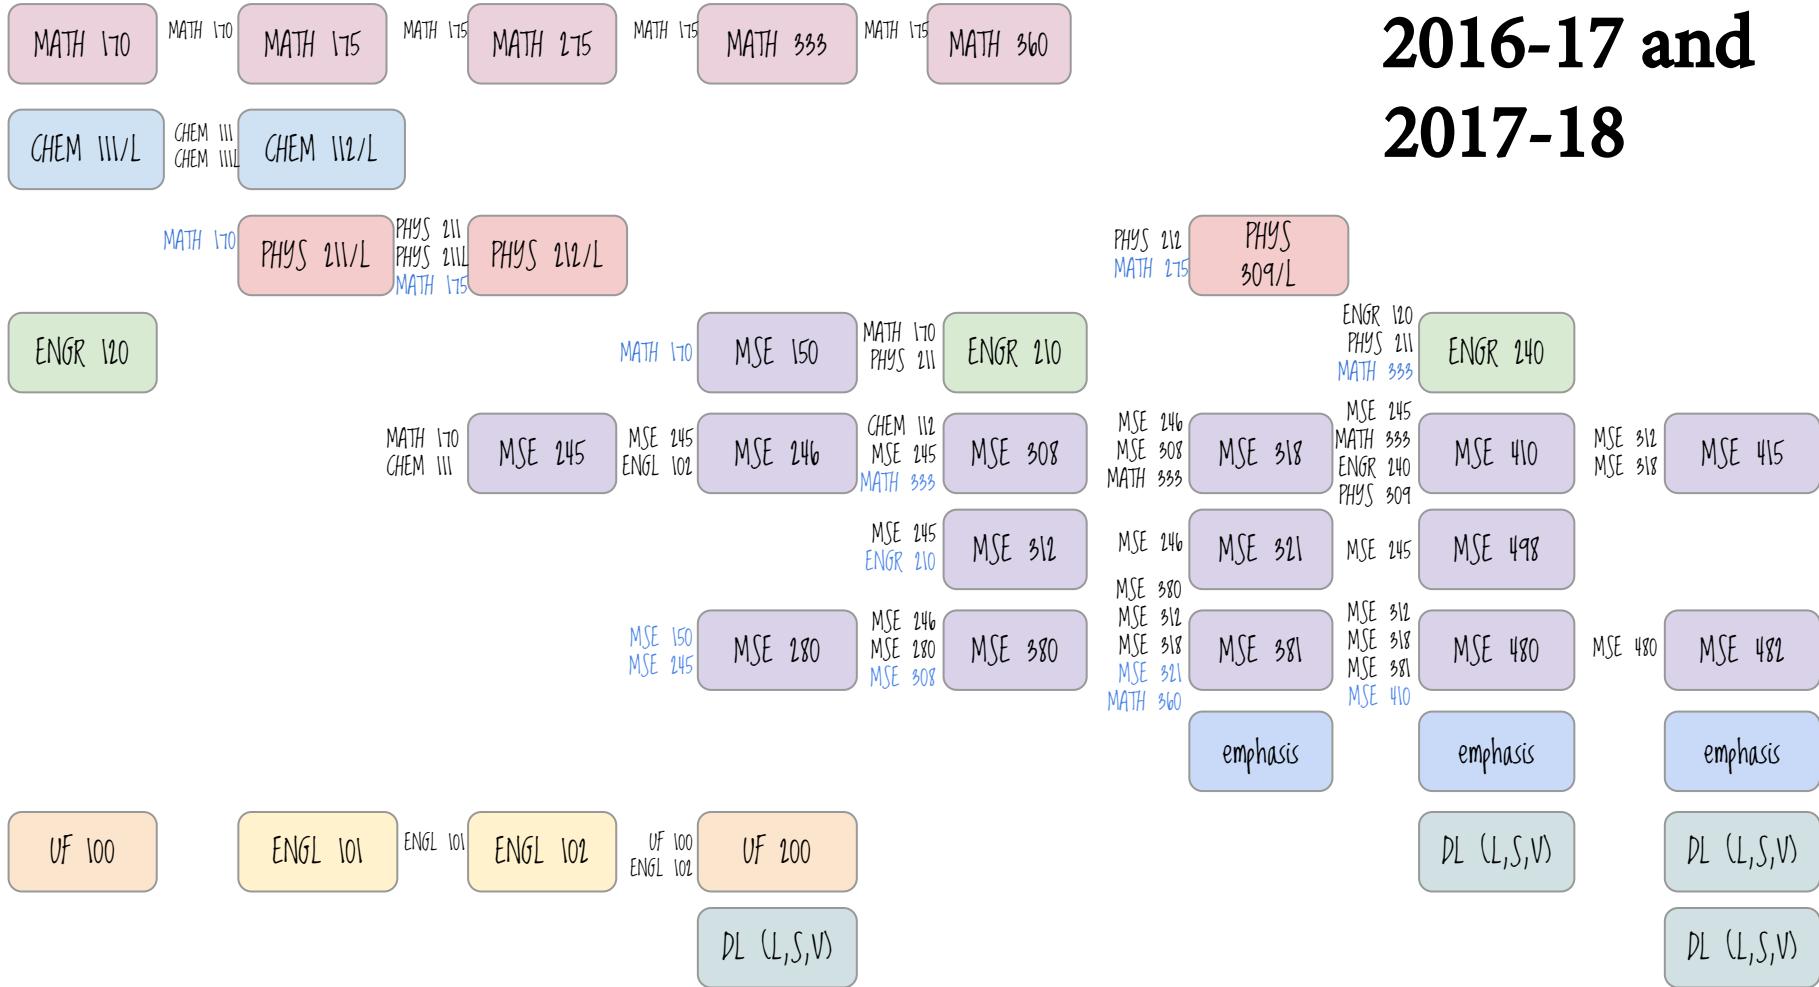 2016-17 and
2017-18
MATH 170
MATH 170
MATH 175
MATH 175
MATH 275
MATH 175
MATH 333
MATH 175
MATH 360
CHEM 111/L
CHEM 111
CHEM 111L
CHEM 112/L
MATH 170
PHYS 211/L
PHYS 211
PHYS 211L
MATH 175
PHYS 212/L
PHYS 212
MATH 275
PHYS
309/L
ENGR 120
MATH 170
MSE 150
MATH 170
PHYS 211
ENGR 210
ENGR 120
PHYS 211
MATH 333
ENGR 240
MATH 170
CHEM 111
MSE 245
MSE 245
ENGL 102
MSE 246
CHEM 112
MSE 245
MATH 333
MSE 308
MSE 246
MSE 308
MATH 333
MSE 318
MSE 245
MATH 333
ENGR 240
PHYS 309
MSE 410
MSE 312
MSE 318
MSE 415
MSE 245
ENGR 210
MSE 312
MSE 246
MSE 321
MSE 245
MSE 498
MSE 150
MSE 245
MSE 280
MSE 246
MSE 280
MSE 308
MSE 380
MSE 380
MSE 312
MSE 318
MSE 321
MATH 360
MSE 381
MSE 312
MSE 318
MSE 381
MSE 410
MSE 480
MSE 480
MSE 482
emphasis
emphasis
emphasis
UF 100
ENGL 101
ENGL 101
ENGL 102
UF 100
ENGL 102
UF 200
DL (L,S,V)
DL (L,S,V)
DL (L,S,V)
DL (L,S,V)